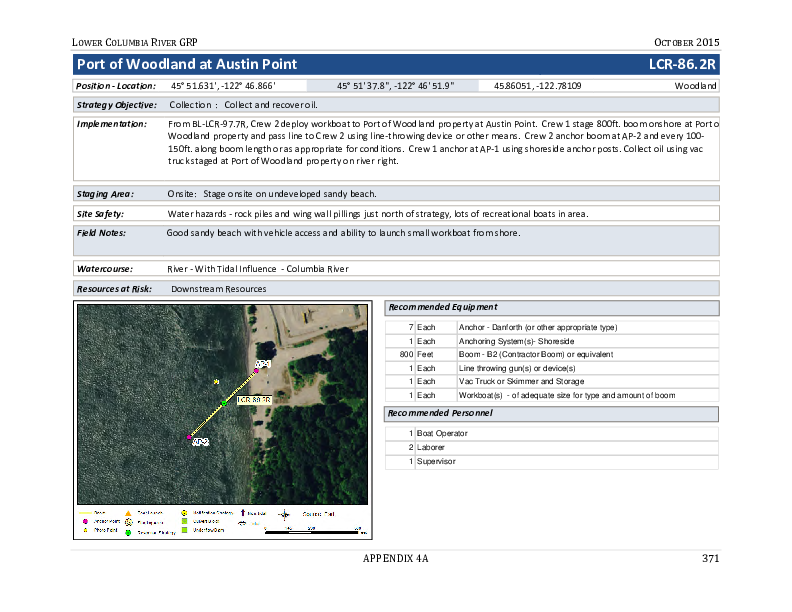 LOWER COLUMBIA RIVER GRP OCTOBER 2015
Port of Woodland at Austin Point LCR-86.2R
Position - Location: 45° 51.631', -122° 46.866' 45° 51' 37.8", -122° 46' 51.9" 45.86051, -122.78109 Woodland
Strategy Objective: Collection : Collect and recover oil.
Implementation: From BL-LCR-97.7R, Crew 2 deploy workboat to Port of Woodland property at Austin Point. Crew 1 stage 800ft. boom onshore at Port o
Woodland property and pass line to Crew 2 using line-throwing device or other means. Crew 2 anchor boom at AP-2 and every 100-
150ft. along boom length or as appropriate for conditions. Crew 1 anchor at AP-1 using shoreside anchor posts. Collect oil using vac
truck staged at Port of Woodland property on river right.
Staging Area: Onsite: Stage onsite on undeveloped sandy beach.
Site Safety: Water hazards - rock piles and wing wall pillings just north of strategy, lots of recreational boats in area.
Field Notes: Good sandy beach with vehicle access and ability to launch small workboat from shore.
Watercourse: River - With Tidal Influence - Columbia River
Resources at Risk: Downstream Resources
Recommended Equipment
7 Each Anchor - Danforth (or other appropriate type)
1 Each Anchoring System(s)- Shoreside
800 Feet Boom - B2 (Contractor Boom) or equivalent
1 Each Line throwing gun(s) or device(s)
1 Each Vac Truck or Skimmer and Storage
1 Each Workboat(s) - of adequate size for type and amount of boom
Recommended Personnel
1 Boat Operator
2 Laborer
1 Supervisor
AP-2
Anchor Point
Photo Point
Notification Strategy
APPENDIX 4A 371